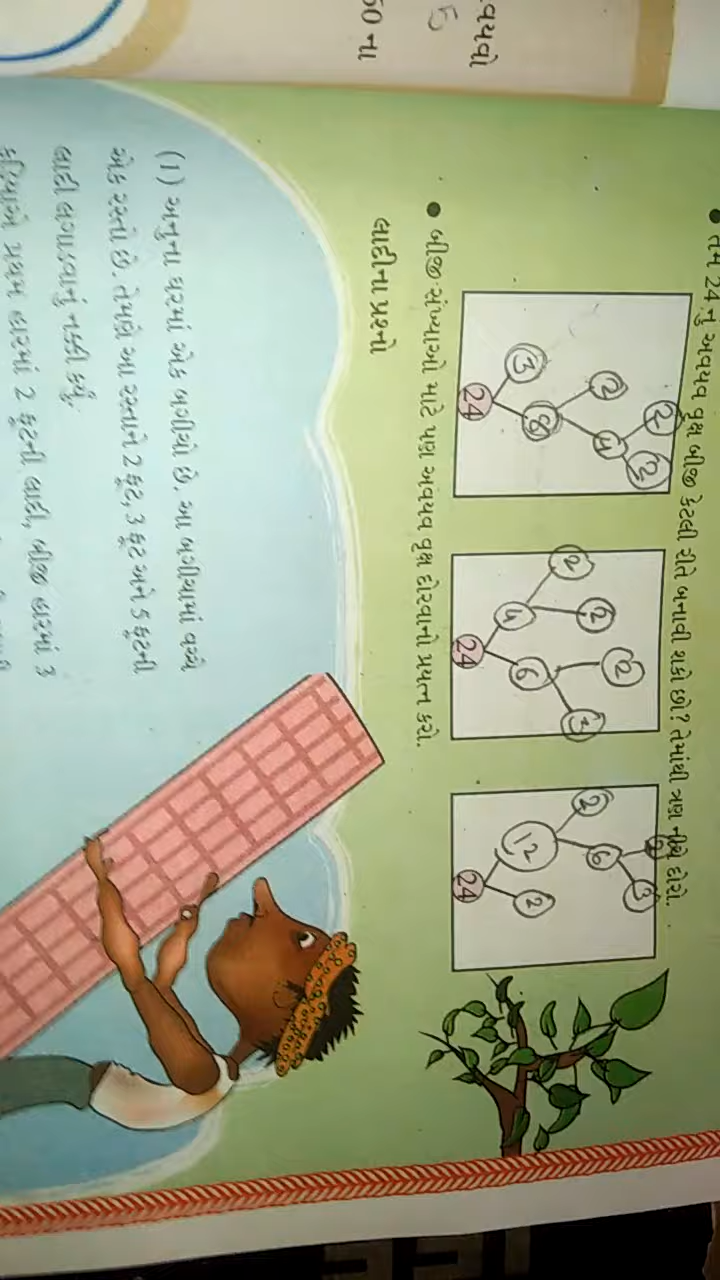 અવયવો
5
60 ના
• તમે 24 નું અવયવ વૃક્ષ બીજી કેટલી રીતે બનાવી શકો છો? તેમાંથી ત્રણ નીચે દોરો.
2 2 2 3
2 4 2 2 2 3 2 6
3 8 4 6 12 2
24 24 24
• બીજી સંખ્યાઓ માટે પણ અવયવ વૃક્ષ દોરવાનો પ્રયત્ન કરો.
લાદીના પ્રશ્નો
(1) અનુના ઘરમાં એક બગીચો છે. આ બગીચામાં વચ્ચે
એક રસ્તો છે. તેમણે આ રસ્તાને 2 ફૂટ, 3 ફૂટ અને 5 ફૂટની
લાદી લગાડવાનું નક્કી કર્યું.
કડિયાએ પ્રથમ હારમાં 2 ફૂટની લાદી, બીજી હારમાં 3